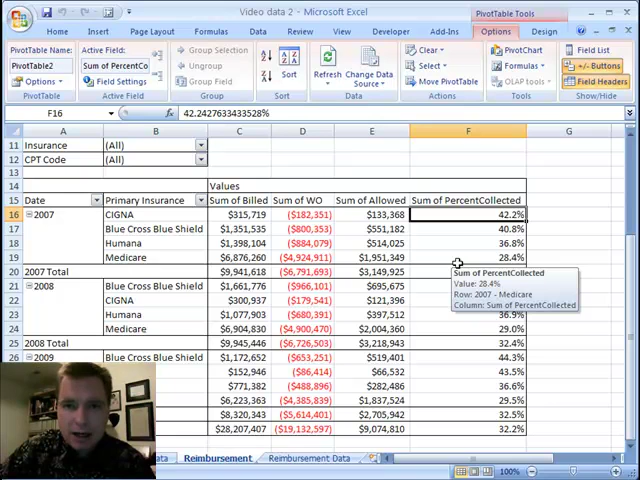 Video data 2 - Microsoft Excel
PivotTable Tools
Home Insert Page Layout Formulas Data Review View Add-Ins Options Design
PivotTable Name: Active Field: Group Selection Clear PivotChart Field List
PivotTable2 Sum of PercentCo Ungroup Select Formulas +/- Buttons
Options Field Settings Group Field Sort Refresh Change Data Source Move PivotTable OLAP tools Field Headers
PivotTable Active Field Group Sort Data Actions Tools Show/Hide
F16 fx 42.2427633433528%
A B C D E F G
11 Insurance (All)
12 CPT Code (All)
13
14 Values
15 Date Primary Insurance Sum of Billed Sum of WO Sum of Allowed Sum of PercentCollected
16 2007 CIGNA $315,719 ($182,351) $133,368 42.2%
17 Blue Cross Blue Shield $1,351,535 ($800,353) $551,182 40.8%
18 Humana $1,398,104 ($884,079) $514,025 36.8%
19 Medicare $6,876,260 ($4,924,911) $1,951,349 28.4%
20 2007 Total $9,941,618 ($6,791,693) $3,149,925
21 2008 Blue Cross Blue Shield $1,661,776 ($966,101) $695,675
22 CIGNA $300,937 ($179,541) $121,396
23 Humana $1,077,903 ($680,391) $397,512 36.9%
24 Medicare $6,904,830 ($4,900,470) $2,004,360 29.0%
25 2008 Total $9,945,446 ($6,726,503) $3,218,943 32.4%
26 2009 Blue Cross Blue Shield $1,172,652 ($653,251) $519,401 44.3%
$152,946 ($86,414) $66,532 43.5%
$771,382 ($488,896) $282,486 36.6%
$6,223,363 ($4,385,839) $1,837,524 29.5%
$8,320,343 ($5,614,401) $2,705,942 32.5%
$28,207,407 ($19,132,597) $9,074,810 32.2%
Sum of PercentCollected
Value: 28.4%
Row: 2007 - Medicare
Column: Sum of PercentCollected
ta Reimbursement Reimbursement Data
100%